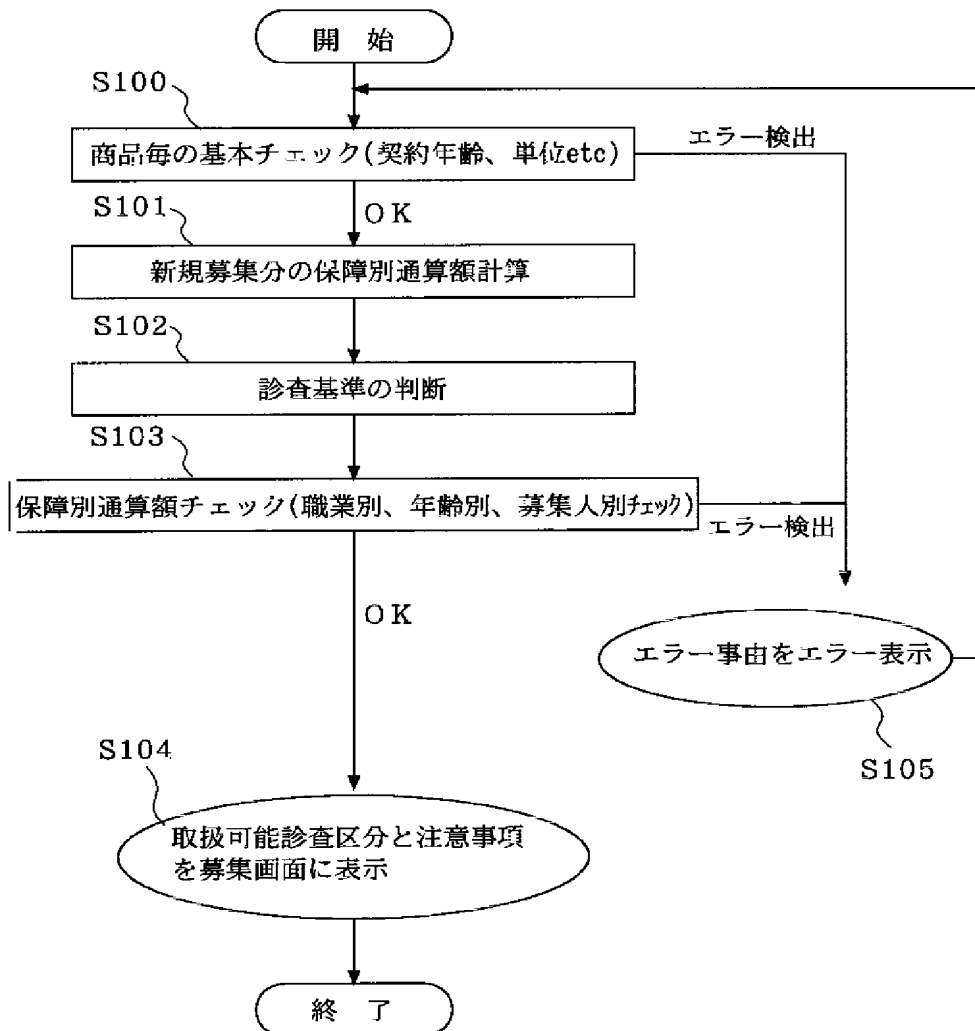 開 始
S100
商品毎の基本チェック(契約年齢、単位etc)
エラー検出
OK
S101
新規募集分の保障別通算額計算
S102
診査基準の判断
S103
保障別通算額チェック(職業別、年齢別、募集人別チェック)
エラー検出
OK
エラー事由をエラー表示
S105
S104
取扱可能診査区分と注意事項
を募集画面に表示
終 了